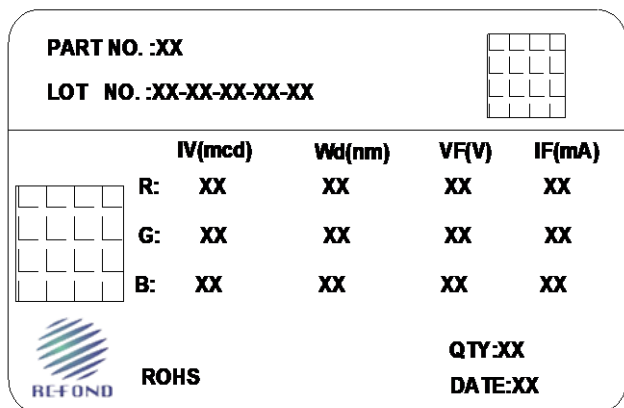 PART NO. :XX
LOT NO. :XX-XX-XX-XX-XX
IV(mcd) Wd(nm) VF(V) IF(mA)
R: XX XX XX XX
G: XX XX XX XX
B: XX XX XX XX
QTY:XX
REFOND ROHS
DATE:XX